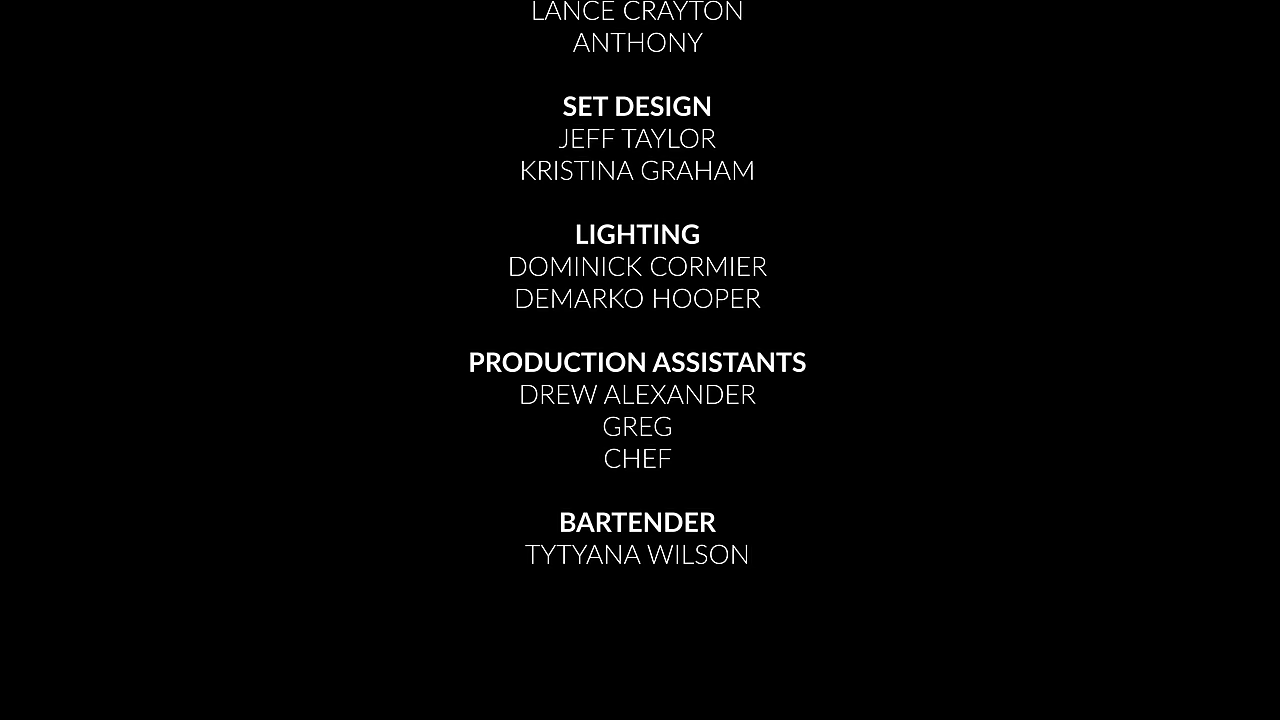 LANCE CRAYTON
ANTHONY
SET DESIGN
JEFF TAYLOR
KRISTINA GRAHAM
LIGHTING
DOMINICK CORMIER
DEMARKO HOOPER
PRODUCTION ASSISTANTS
DREW ALEXANDER
GREG
CHEF
BARTENDER
TYTYANA WILSON